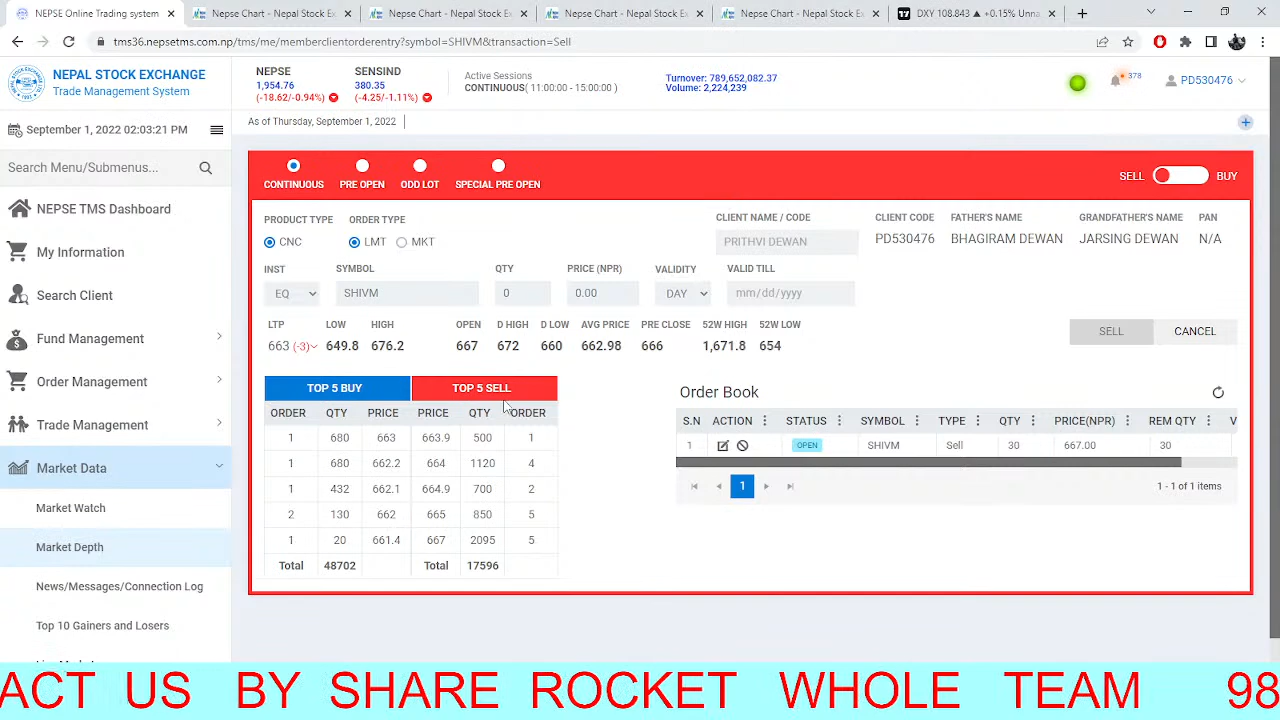 NEPSE Online Trading system
Nepse Chart - Nepal Stock Ex
Nepse Chart - Nepal Stock Ex
Nepse Chart - Nepal Stock Ex
Nepse Chart - Nepal Stock Ex
DXY 108.843 ▲ +0.15% Unna
tms36.nepsetms.com.np/tms/me/memberclientorderentry?symbol=SHIVM&transaction=Sell
NEPAL STOCK EXCHANGE
Trade Management System
NEPSE
1,954.76
(-18.62/-0.94%)
SENSIND
380.35
(-4.25/-1.11%)
Active Sessions
CONTINUOUS( 11:00:00 - 15:00:00 )
Turnover: 789,652,082.37
Volume: 2,224,239
378
PD530476
September 1, 2022 02:03:21 PM
As of Thursday, September 1, 2022
Search Menu/Submenus...
NEPSE TMS Dashboard
My Information
Search Client
Fund Management
Order Management
Trade Management
Market Data
Market Watch
Market Depth
News/Messages/Connection Log
Top 10 Gainers and Losers
CONTINUOUS PRE OPEN ODD LOT SPECIAL PRE OPEN
SELL BUY
PRODUCT TYPE ORDER TYPE
CNC LMT MKT
CLIENT NAME / CODE CLIENT CODE FATHER'S NAME GRANDFATHER'S NAME PAN
PRITHVI DEWAN PD530476 BHAGIRAM DEWAN JARSING DEWAN N/A
INST SYMBOL QTY PRICE (NPR) VALIDITY VALID TILL
EQ SHIVM 0 0.00 DAY mm/dd/yyyy
LTP LOW HIGH OPEN D HIGH D LOW AVG PRICE PRE CLOSE 52W HIGH 52W LOW
663 (-3) 649.8 676.2 667 672 660 662.98 666 1,671.8 654
SELL CANCEL
TOP 5 BUY TOP 5 SELL
ORDER QTY PRICE PRICE QTY ORDER
1 680 663 663.9 500 1
1 680 662.2 664 1120 4
1 432 662.1 664.9 700 2
2 130 662 665 850 5
1 20 661.4 667 2095 5
Total 48702 Total 17596
Order Book
S.N ACTION STATUS SYMBOL TYPE QTY PRICE(NPR) REM QTY V
1 OPEN SHIVM Sell 30 667.00 30
1
1 - 1 of 1 items
ACT US BY SHARE ROCKET WHOLE TEAM 98